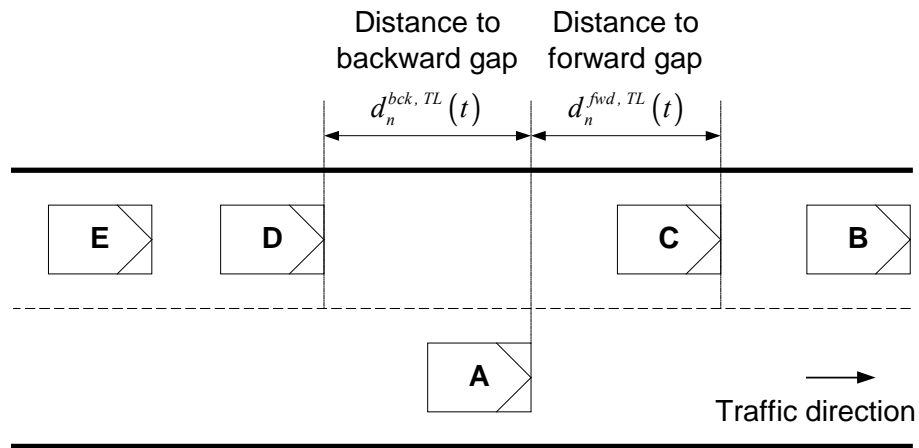 Distance to backward gap
Distance to forward gap
d_n^{bck, TL}(t)
d_n^{fwd, TL}(t)
E
D
C
B
A
Traffic direction